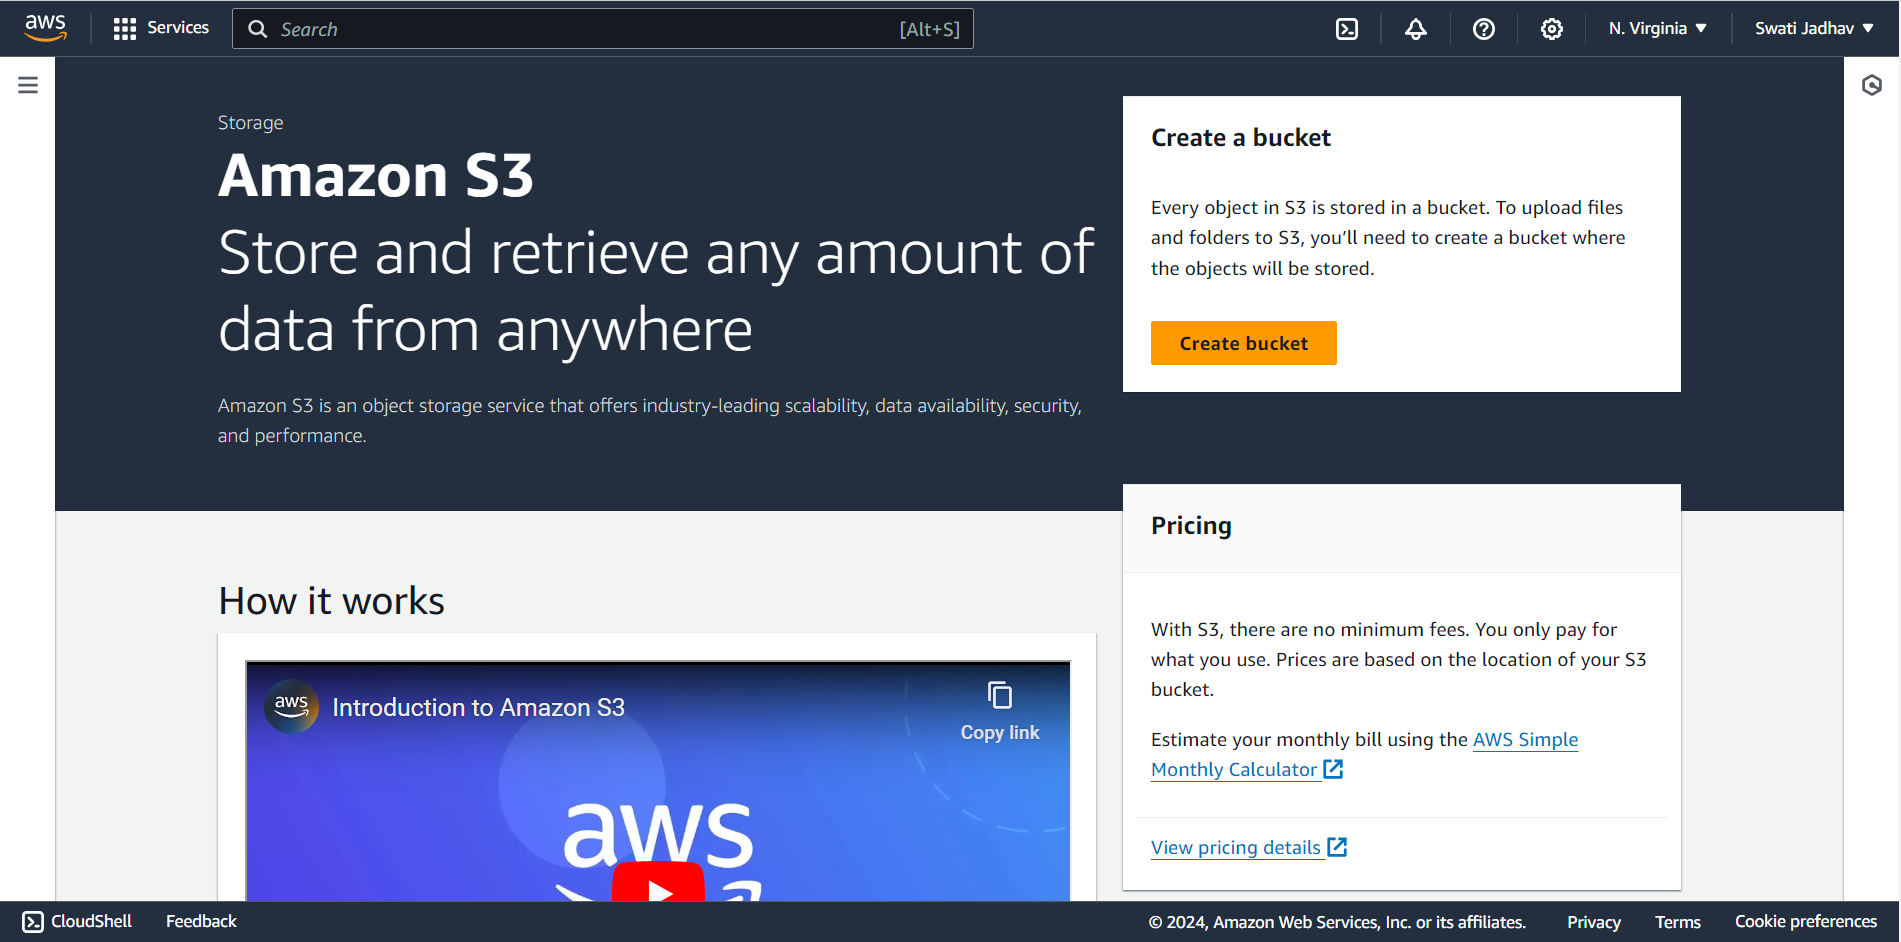 aws
Services
Search
[Alt+S]
N. Virginia
Swati Jadhav
Storage
Amazon S3
Store and retrieve any amount of
data from anywhere
Amazon S3 is an object storage service that offers industry-leading scalability, data availability, security,
and performance.
Create a bucket
Every object in S3 is stored in a bucket. To upload files
and folders to S3, you’ll need to create a bucket where
the objects will be stored.
Create bucket
Pricing
With S3, there are no minimum fees. You only pay for
what you use. Prices are based on the location of your S3
bucket.
Estimate your monthly bill using the AWS Simple
Monthly Calculator
View pricing details
How it works
aws
Introduction to Amazon S3
Copy link
aws
CloudShell
Feedback
© 2024, Amazon Web Services, Inc. or its affiliates.
Privacy
Terms
Cookie preferences